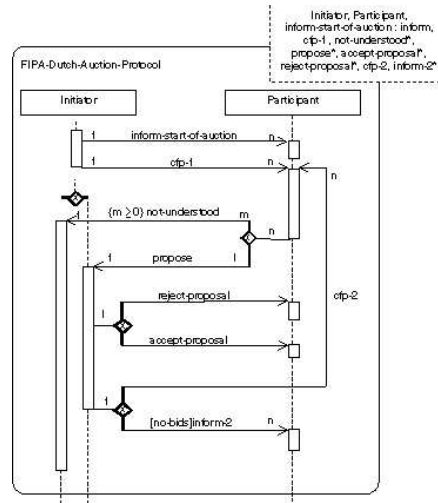 Initiator, Participant,
inform-start-of-auction : inform,
cfp-1, not-understood*,
propose*, accept-proposal*,
reject-proposal*, cfp-2, inform-2*
FIPA-Dutch-Auction-Protocol
Initiator
Participant
1 inform-start-of-auction n
1 cfp-1 n
n
x
1 {m ≥ 0} not-understood m
x n
1 propose l
reject-proposal
cfp-2
l x
accept-proposal
1 x
[no-bids]inform-2 n